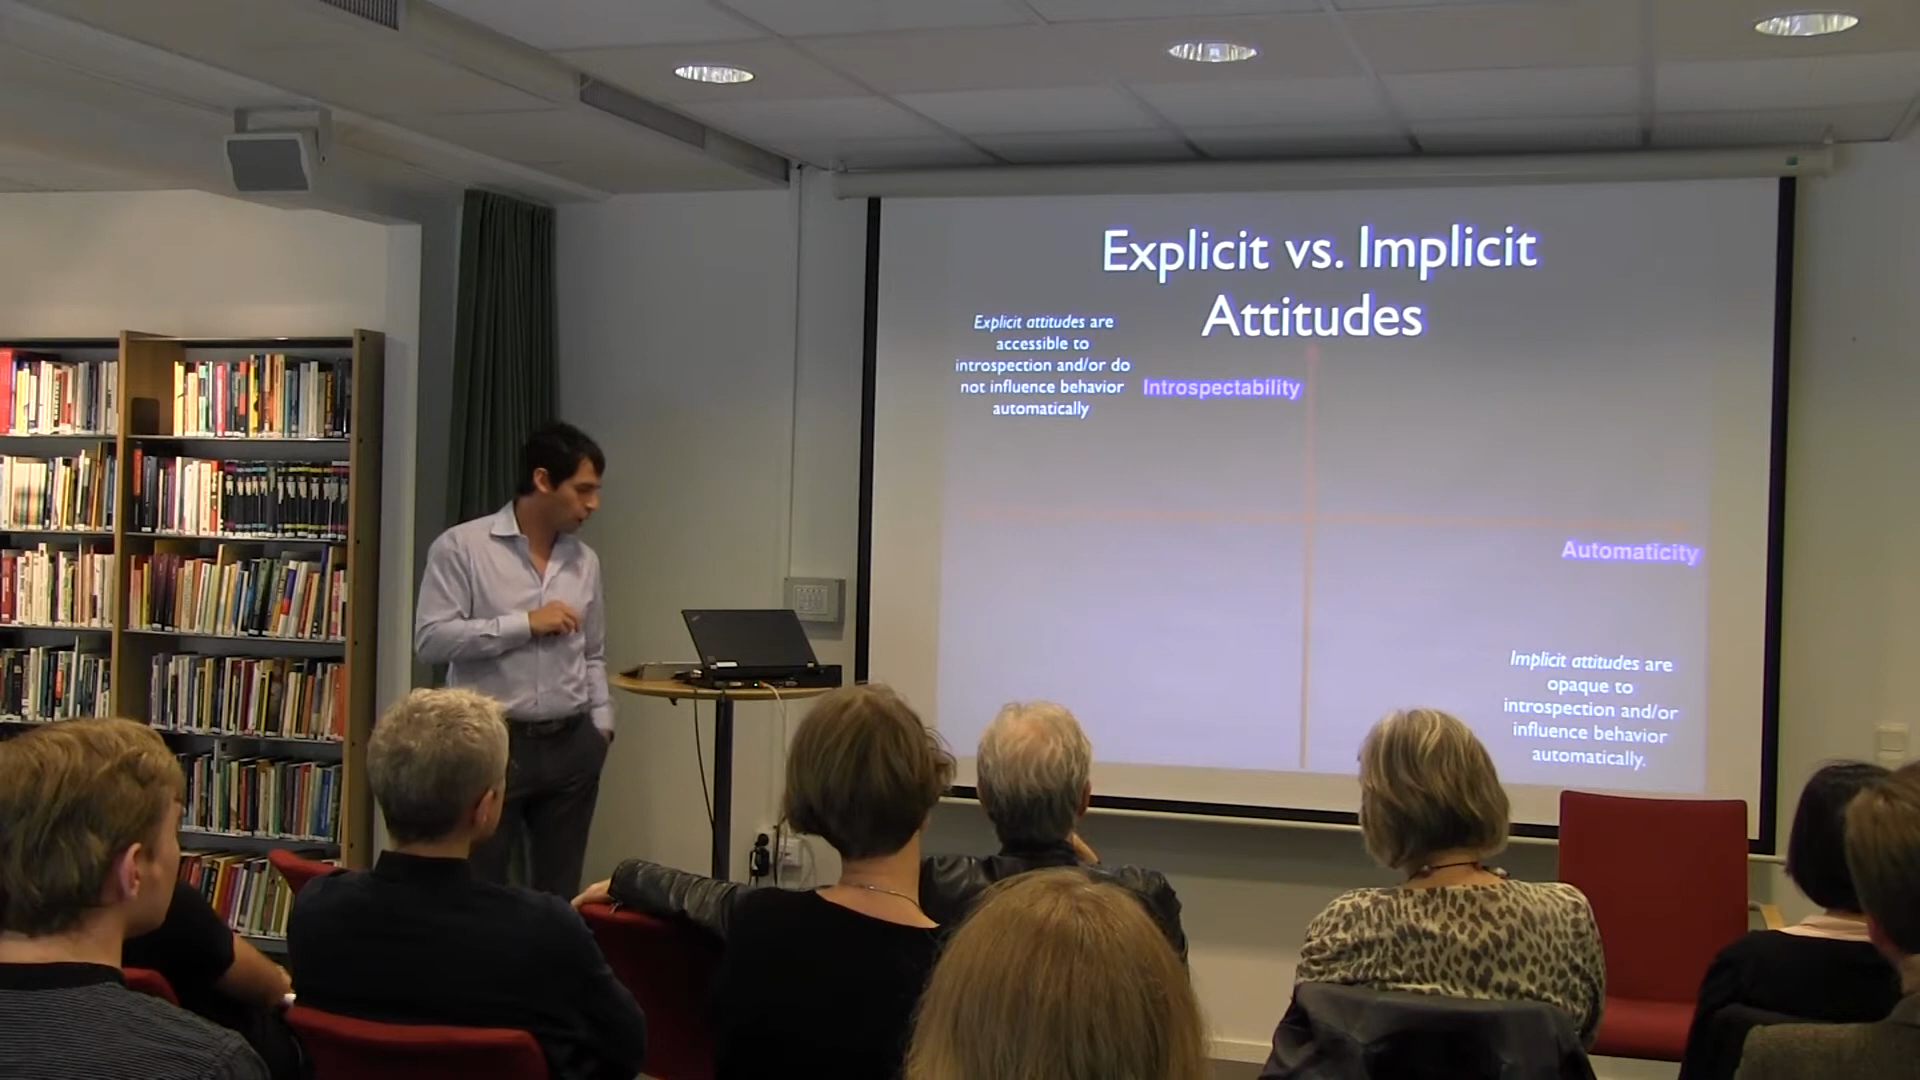 Explicit vs. Implicit
Attitudes
Explicit attitudes are
accessible to
introspection and/or do
not influence behavior
automatically
Introspectability
Automaticity
Implicit attitudes are
opaque to
introspection and/or
influence behavior
automatically.